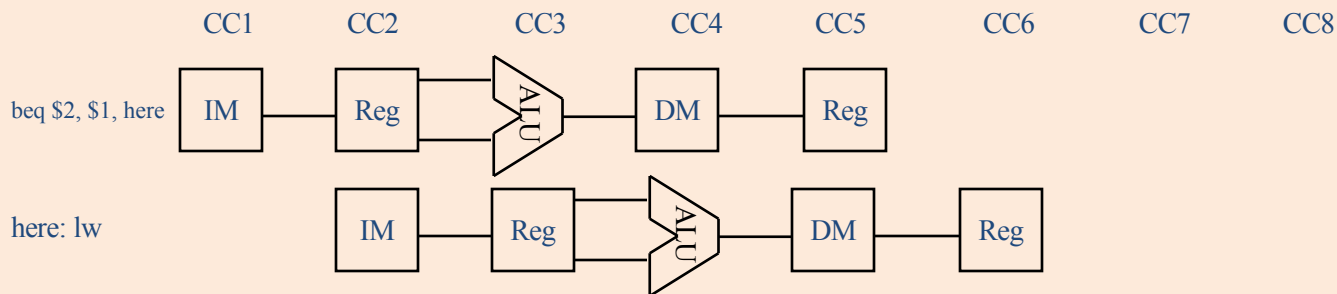 CC1 CC2 CC3 CC4 CC5 CC6 CC7 CC8
beq $2, $1, here IM Reg ALU DM Reg
here: lw IM Reg ALU DM Reg